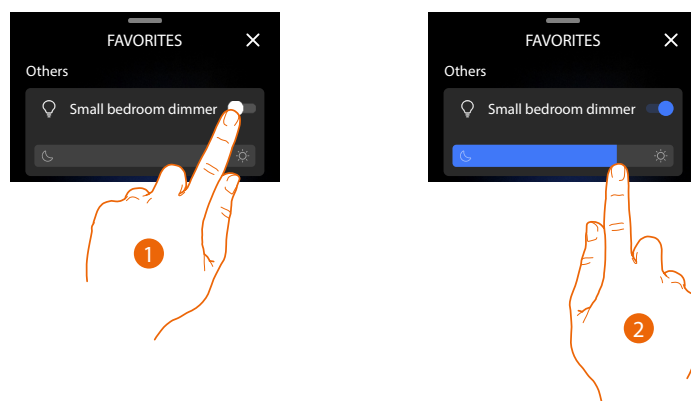 FAVORITES
Others
Small bedroom dimmer
1
FAVORITES
Others
Small bedroom dimmer
2